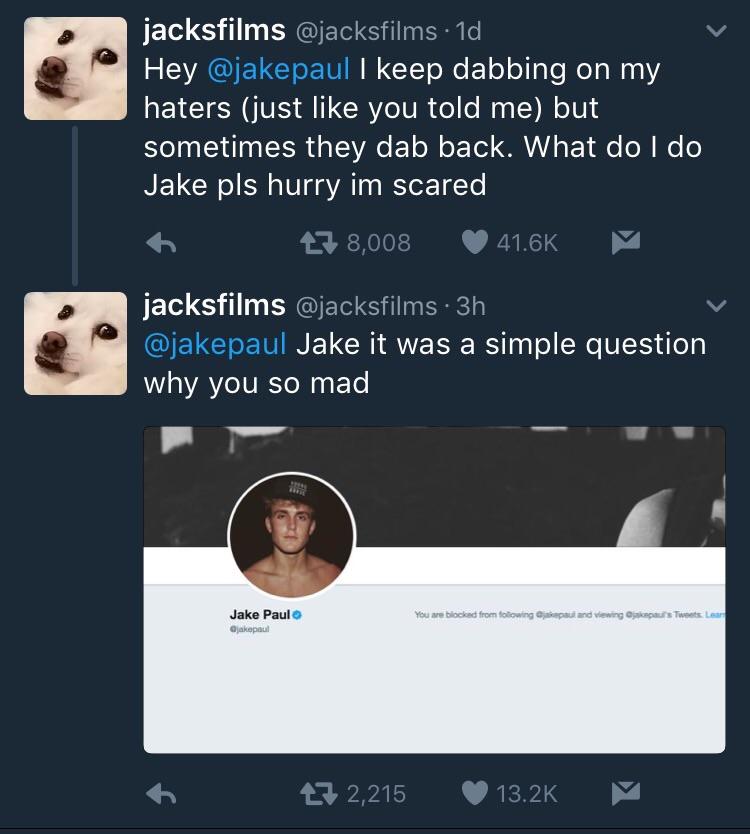 jacksfilms @jacksfilms · 1d
Hey @jakepaul I keep dabbing on my
haters (just like you told me) but
sometimes they dab back. What do I do
Jake pls hurry im scared
8,008 41.6K
jacksfilms @jacksfilms · 3h
@jakepaul Jake it was a simple question
why you so mad
Jake Paul
@jakepaul
You are blocked from following @jakepaul and viewing @jakepaul's Tweets. Learn
2,215 13.2K